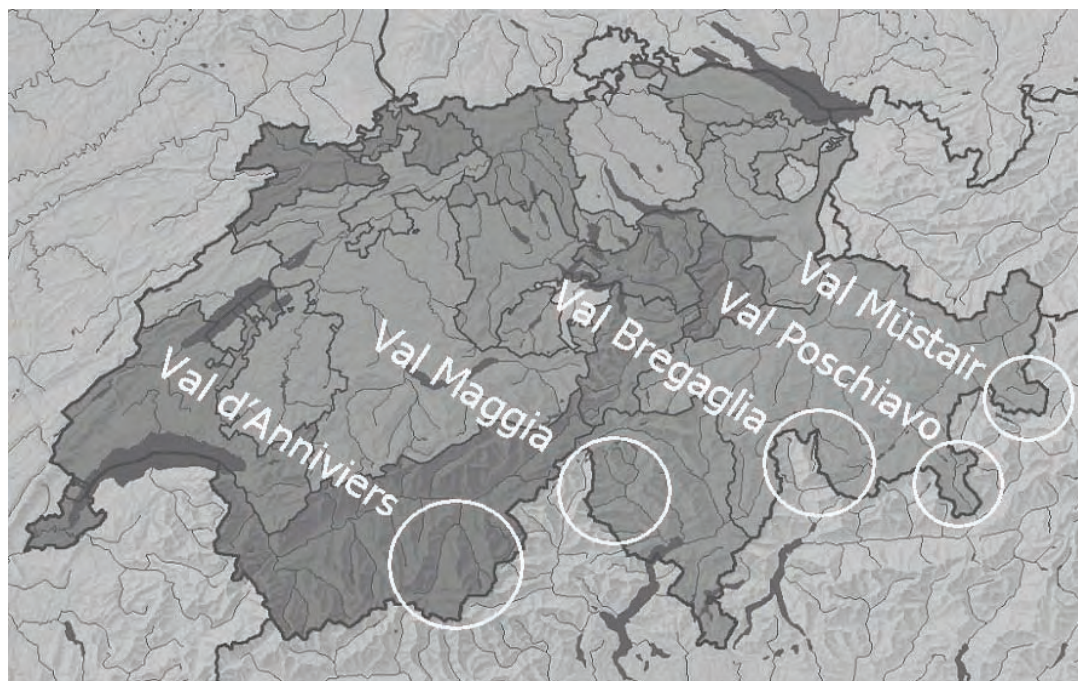 Val d'Anniviers
Val Maggia
Val Bregaglia
Val Poschiavo
Val Müstair